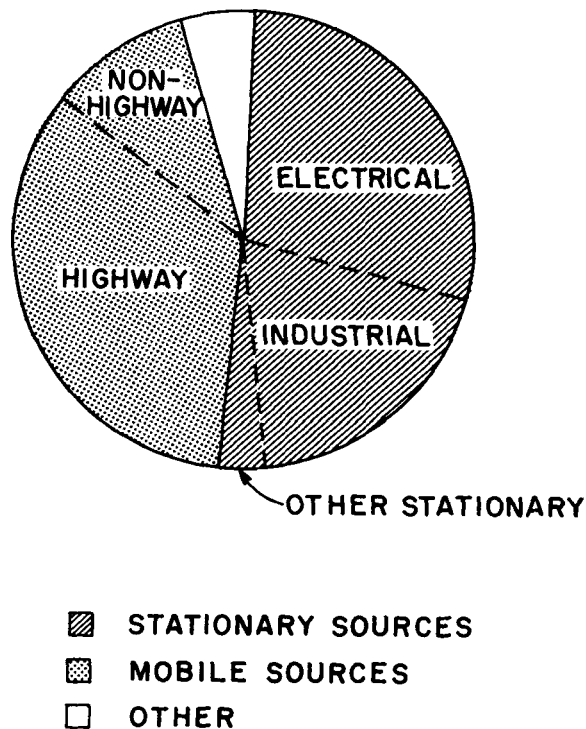 NON-
HIGHWAY
ELECTRICAL
HIGHWAY
INDUSTRIAL
OTHER STATIONARY
STATIONARY SOURCES
MOBILE SOURCES
OTHER